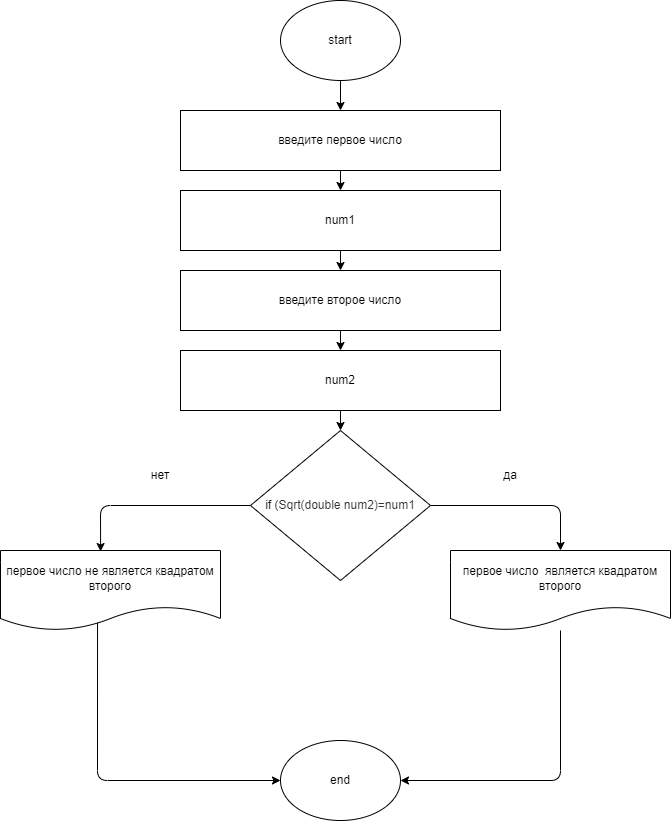 start
введите первое число
num1
введите второе число
num2
нет
да
if (Sqrt(double num2)=num1
первое число не является квадратом
второго
первое число является квадратом
второго
end